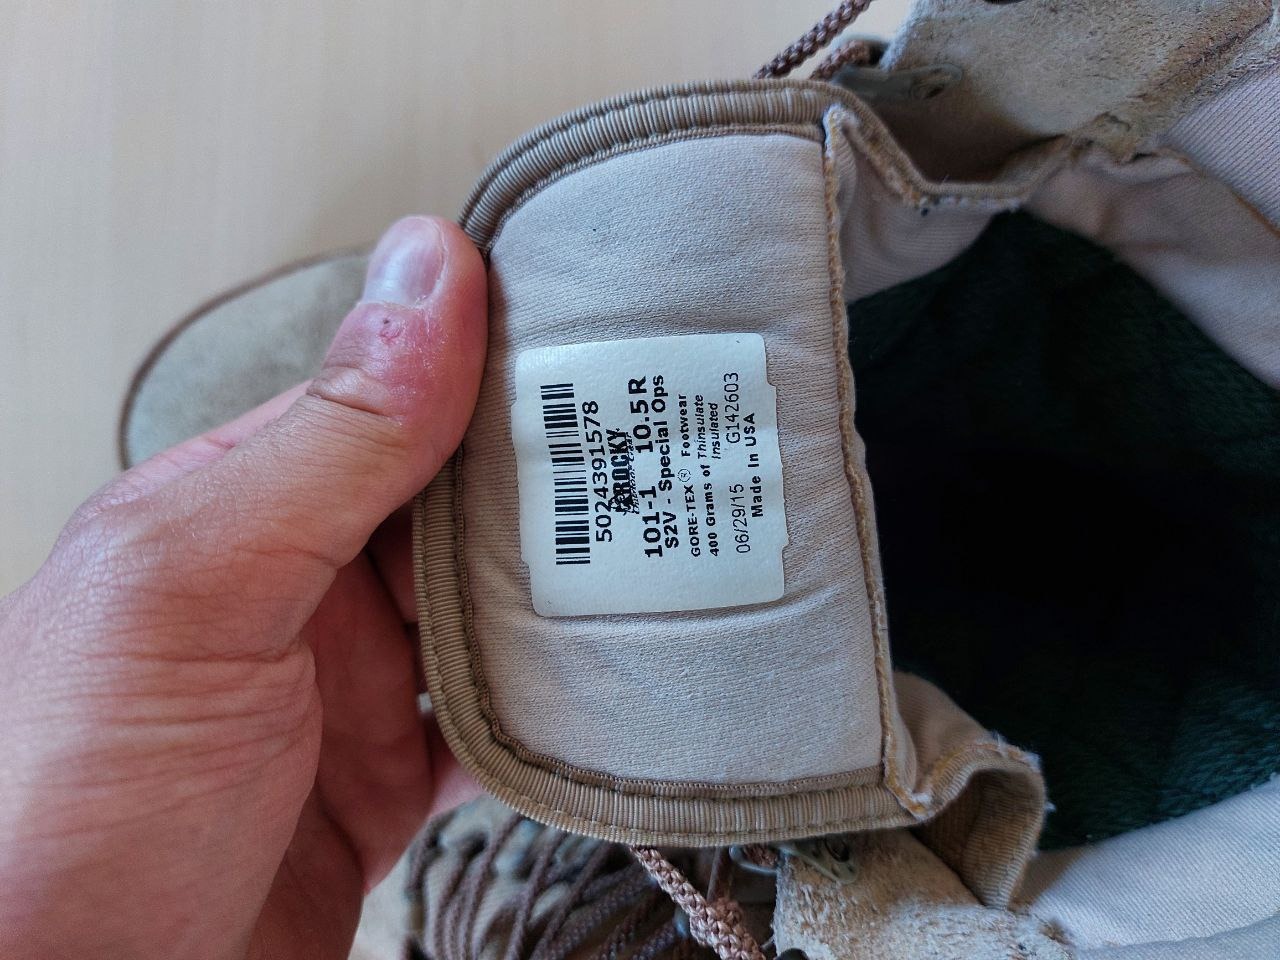 5024391578
ROCKY
101-1 10.5R
S2V - Special Ops
GORE-TEX® Footwear
400 Grams of Thinsulate
Insulated
06/29/15 G142603
Made In USA